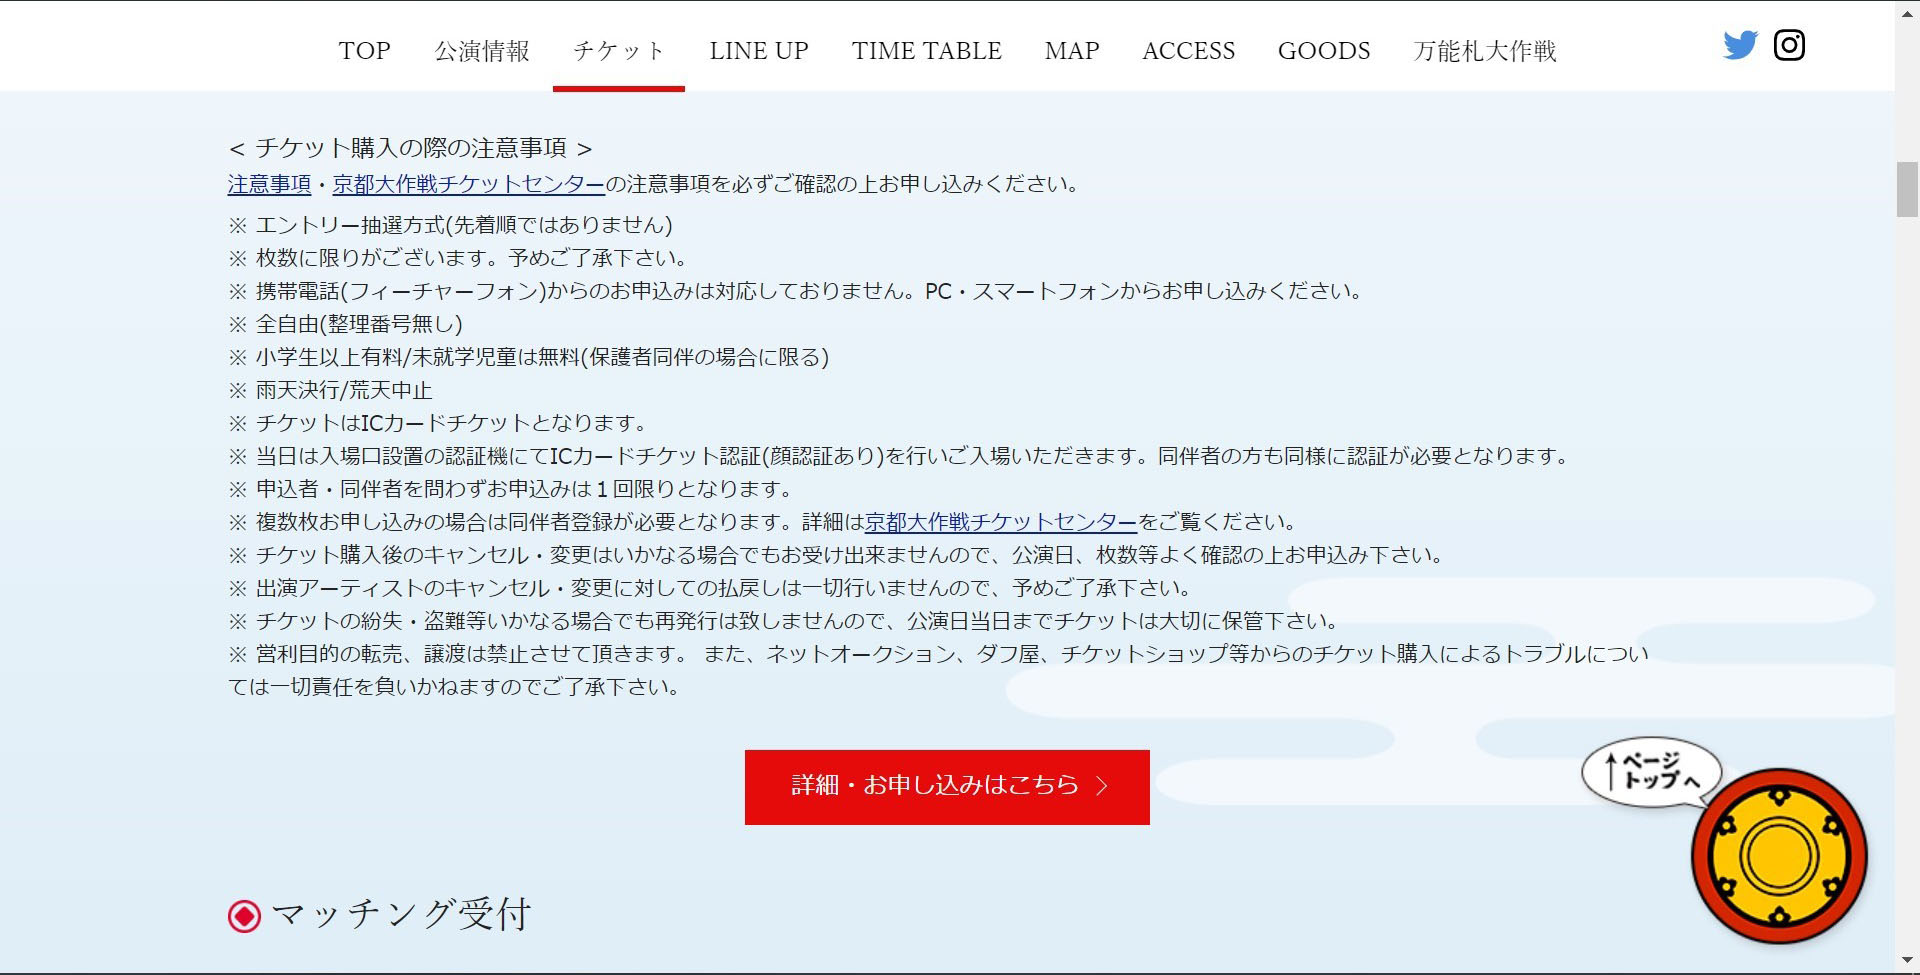 TOP 公演情報 チケット LINE UP TIME TABLE MAP ACCESS GOODS 万能札大作戦
< チケット購入の際の注意事項 >
注意事項・京都大作戦チケットセンターの注意事項を必ずご確認の上お申し込みください。
※ エントリー抽選方式(先着順ではありません)
※ 枚数に限りがございます。予めご了承下さい。
※ 携帯電話(フィーチャーフォン)からのお申込みは対応しておりません。PC・スマートフォンからお申し込みください。
※ 全自由(整理番号無し)
※ 小学生以上有料/未就学児童は無料(保護者同伴の場合に限る)
※ 雨天決行/荒天中止
※ チケットはICカードチケットとなります。
※ 当日は入場口設置の認証機にてICカードチケット認証(顔認証あり)を行いご入場いただきます。同伴者の方も同様に認証が必要となります。
※ 申込者・同伴者を問わずお申込みは１回限りとなります。
※ 複数枚お申し込みの場合は同伴者登録が必要となります。詳細は京都大作戦チケットセンターをご覧ください。
※ チケット購入後のキャンセル・変更はいかなる場合でもお受け出来ませんので、公演日、枚数等よく確認の上お申込み下さい。
※ 出演アーティストのキャンセル・変更に対しての払戻しは一切行いませんので、予めご了承下さい。
※ チケットの紛失・盗難等いかなる場合でも再発行は致しませんので、公演日当日までチケットは大切に保管下さい。
※ 営利目的の転売、譲渡は禁止させて頂きます。 また、ネットオークション、ダフ屋、チケットショップ等からのチケット購入によるトラブルについ
ては一切責任を負いかねますのでご了承下さい。
詳細・お申し込みはこちら
↑ページ
トップへ
マッチング受付